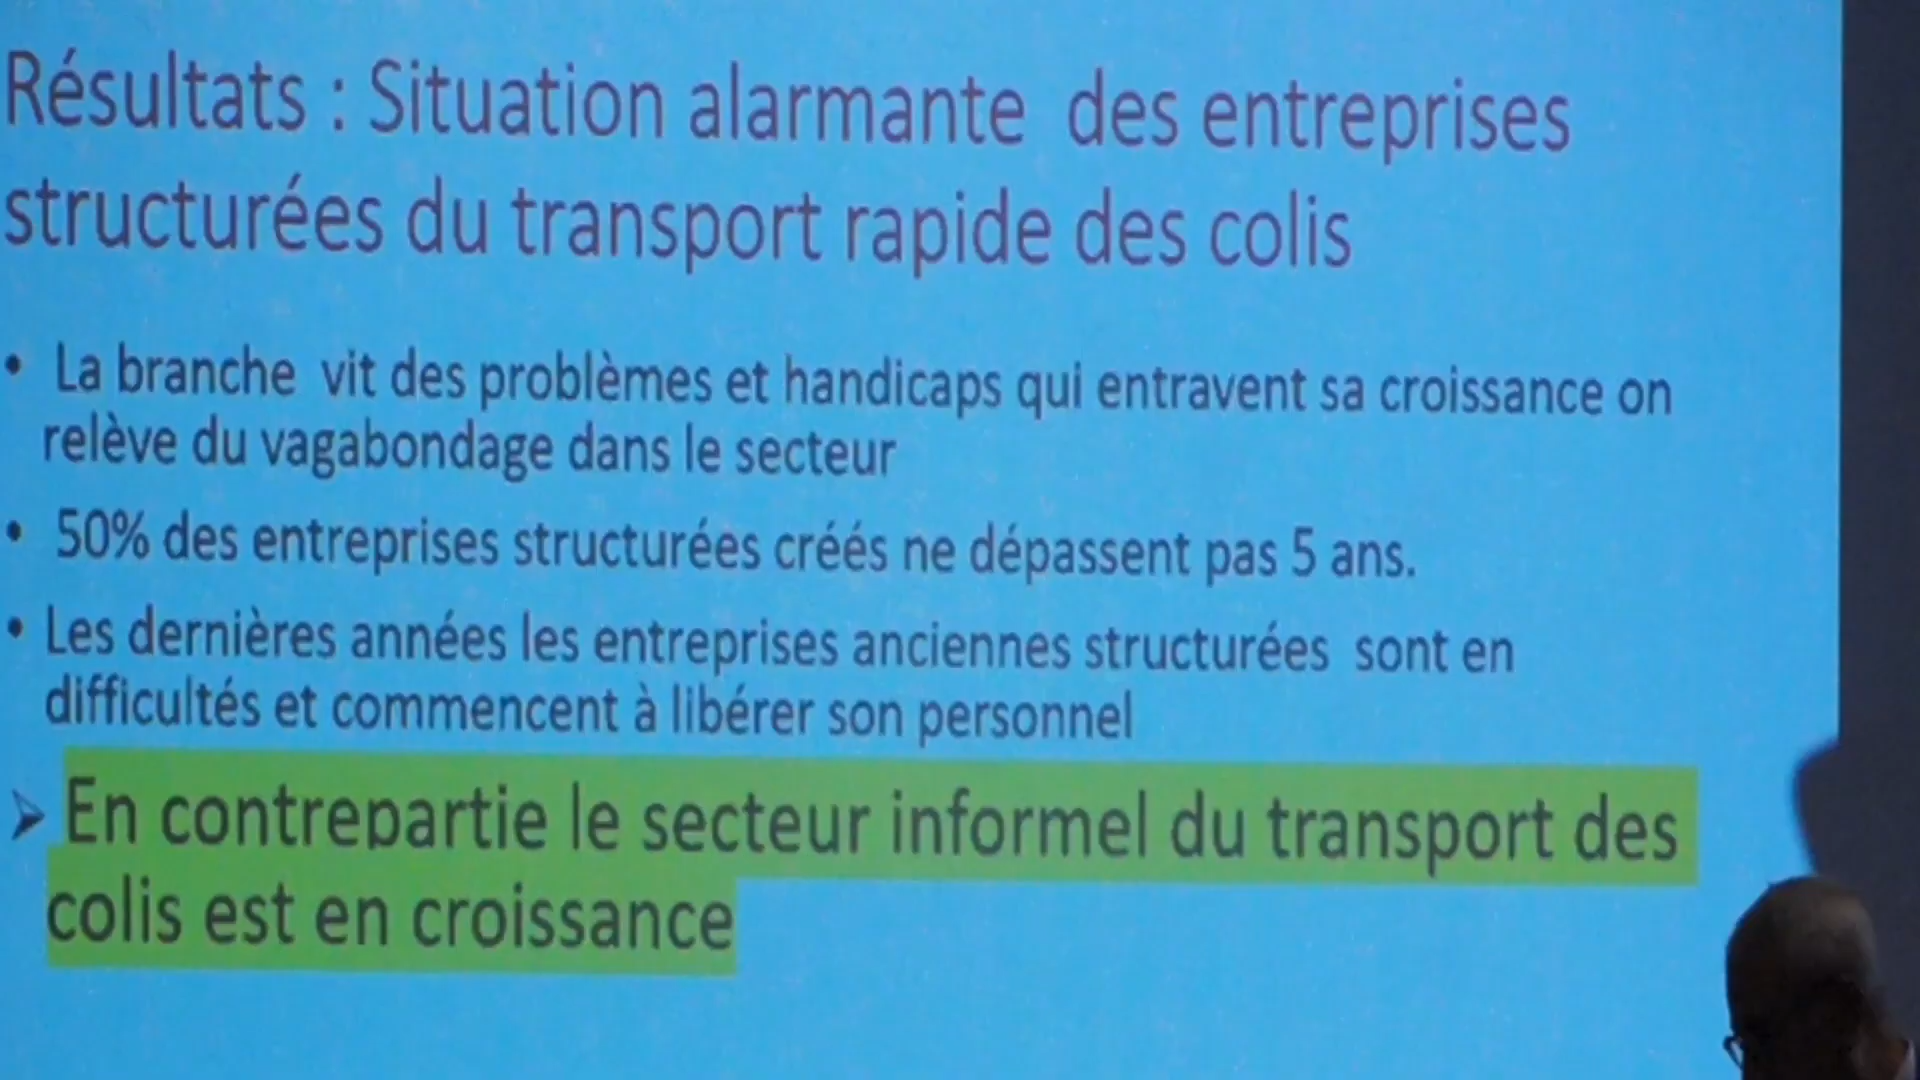 Résultats : Situation alarmante des entreprises
structurées du transport rapide des colis
• La branche vit des problèmes et handicaps qui entravent sa croissance on
relève du vagabondage dans le secteur
• 50% des entreprises structurées créés ne dépassent pas 5 ans.
• Les dernières années les entreprises anciennes structurées sont en
difficultés et commencent à libérer son personnel
➢ En contrepartie le secteur informel du transport des
colis est en croissance